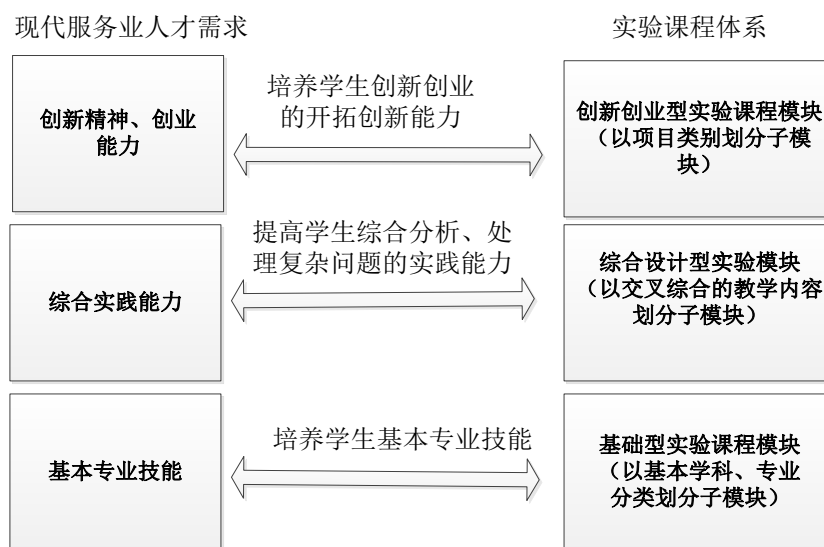 现代服务业人才需求
实验课程体系
创新精神、创业
能力
培养学生创新创业
的开拓创新能力
创新创业型实验课程模块
（以项目类别划分子模
块）
综合实践能力
提高学生综合分析、处
理复杂问题的实践能力
综合设计型实验模块
（以交叉综合的教学内容
划分子模块）
基本专业技能
培养学生基本专业技能
基础型实验课程模块
（以基本学科、专业
分类划分子模块）